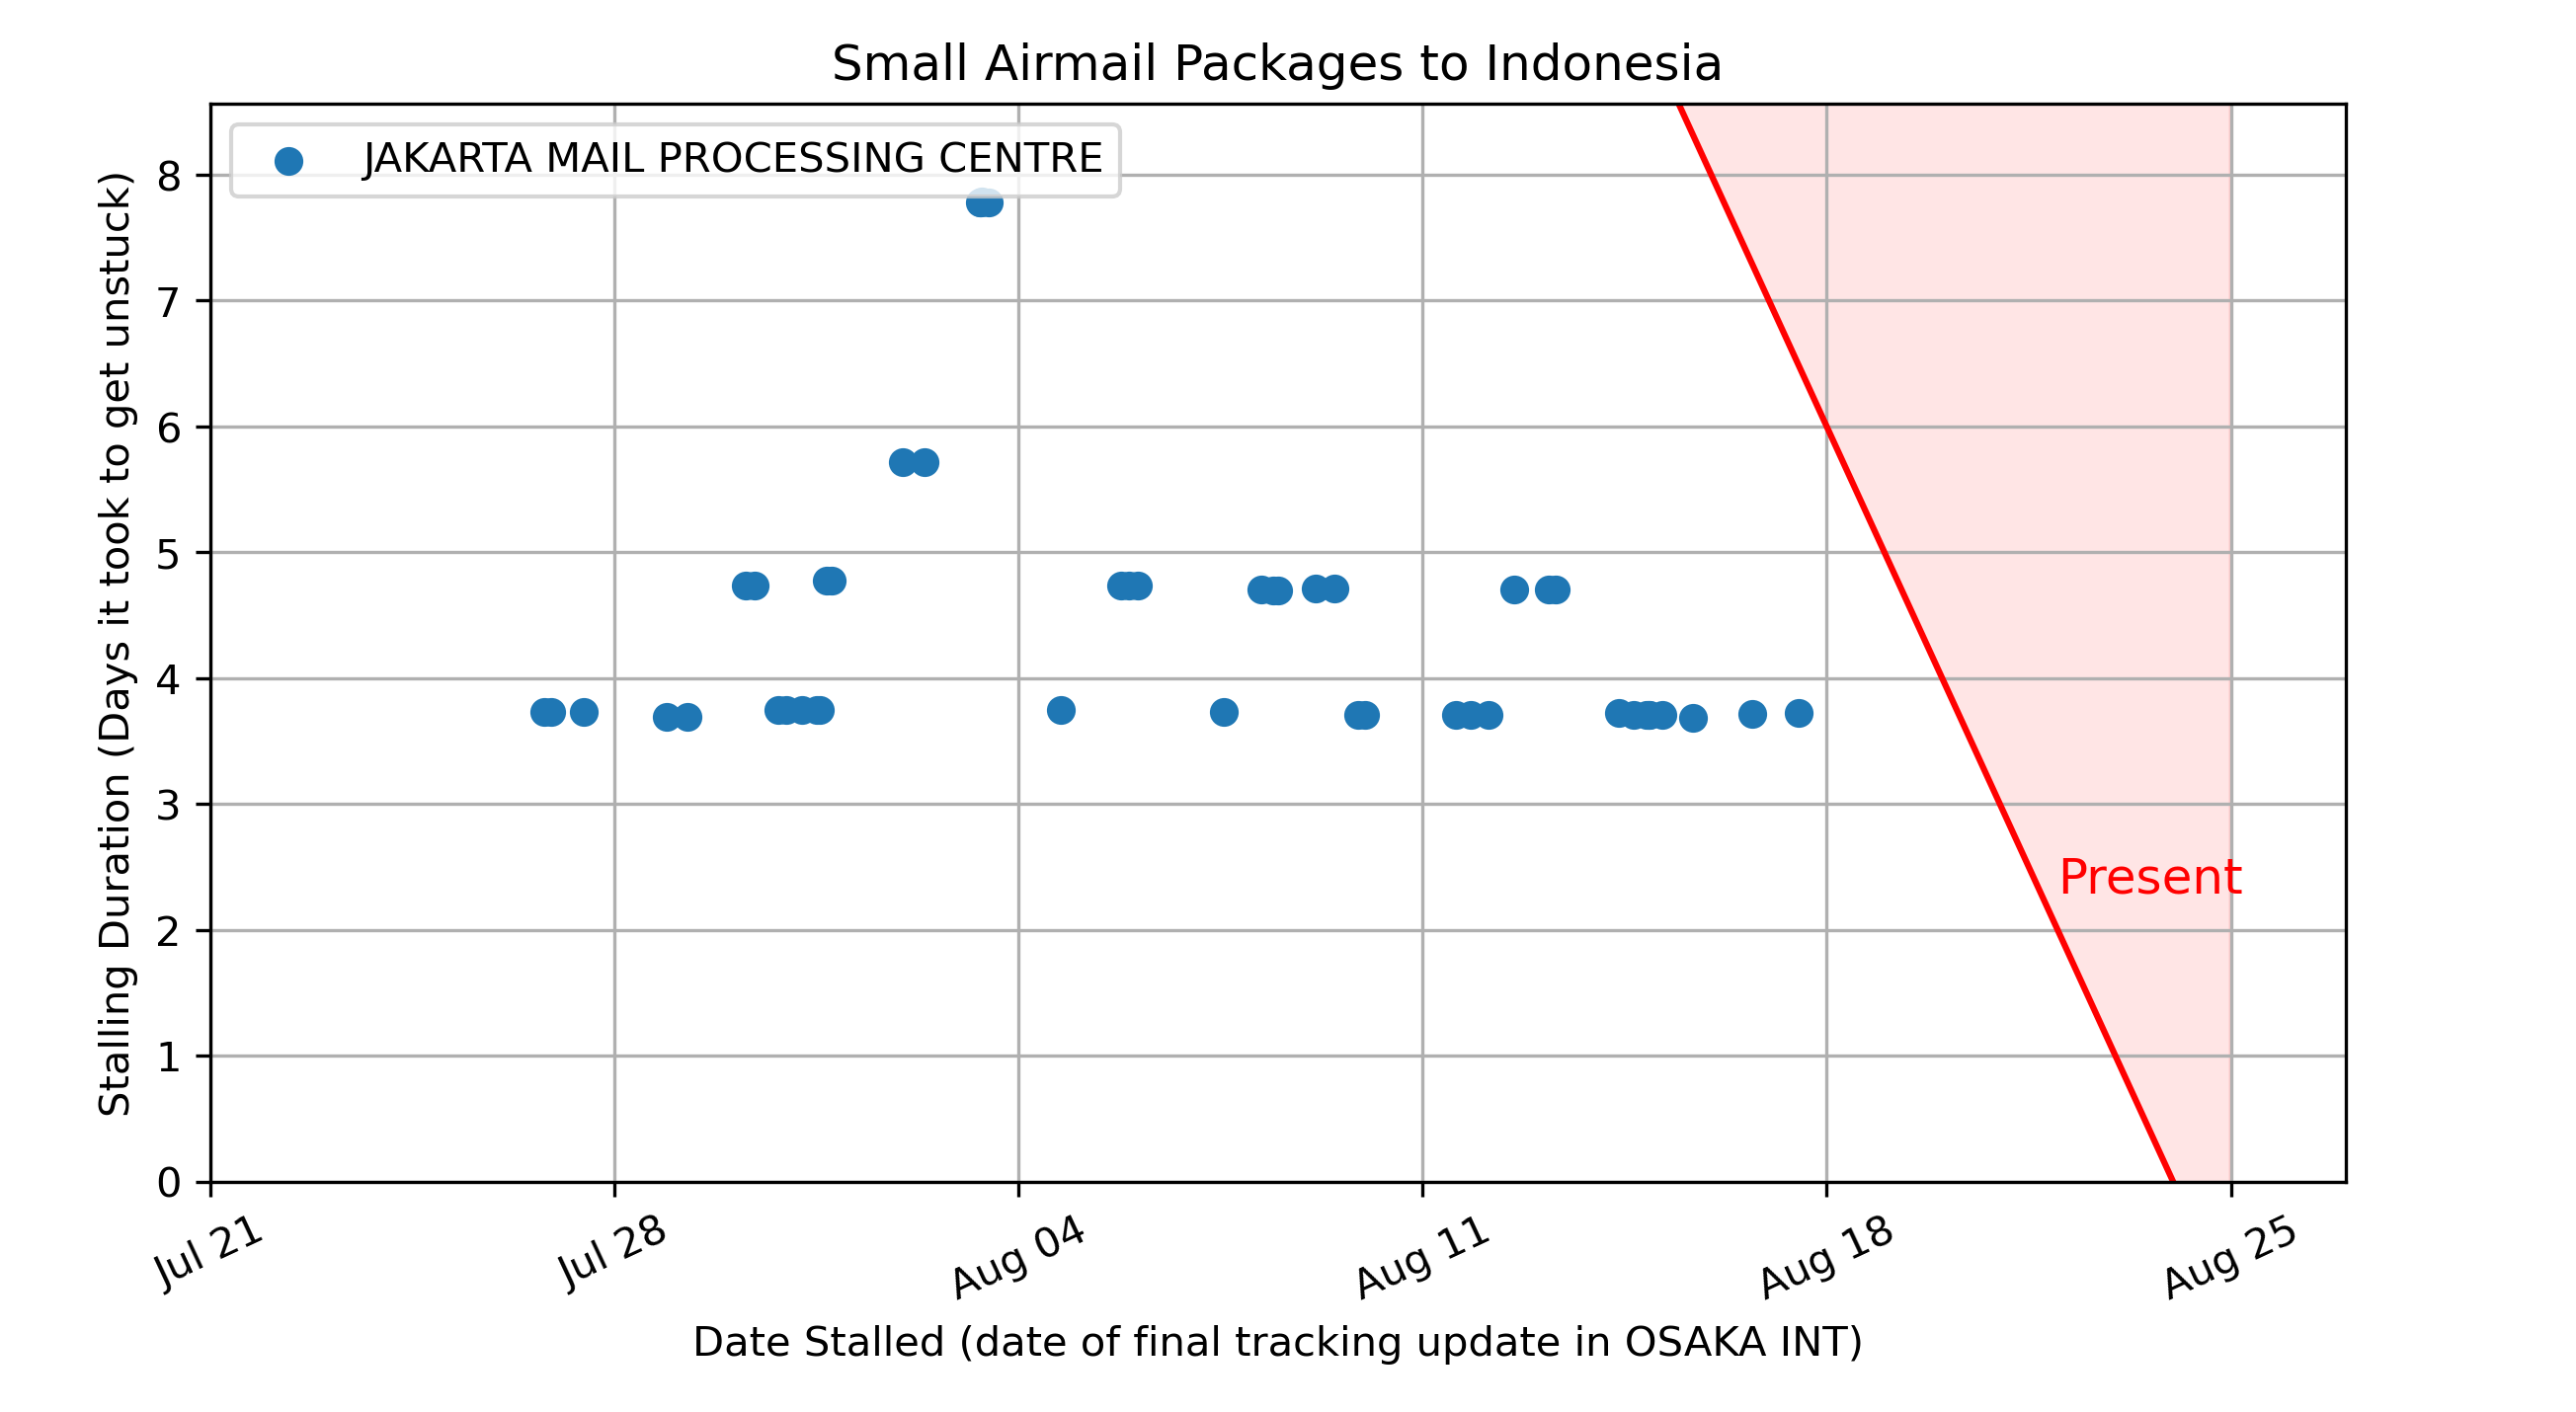 Small Airmail Packages to Indonesia
JAKARTA MAIL PROCESSING CENTRE
Stalling Duration (Days it took to get unstuck)
8
7
6
5
4
3
2
1
0
Present
Jul 21
Jul 28
Aug 04
Aug 11
Aug 18
Aug 25
Date Stalled (date of final tracking update in OSAKA INT)